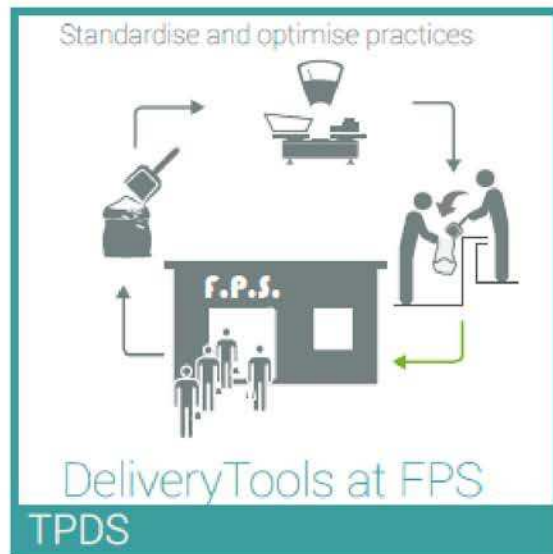 Standardise and optimise practices
F.P.S.
DeliveryTools at FPS
TPDS